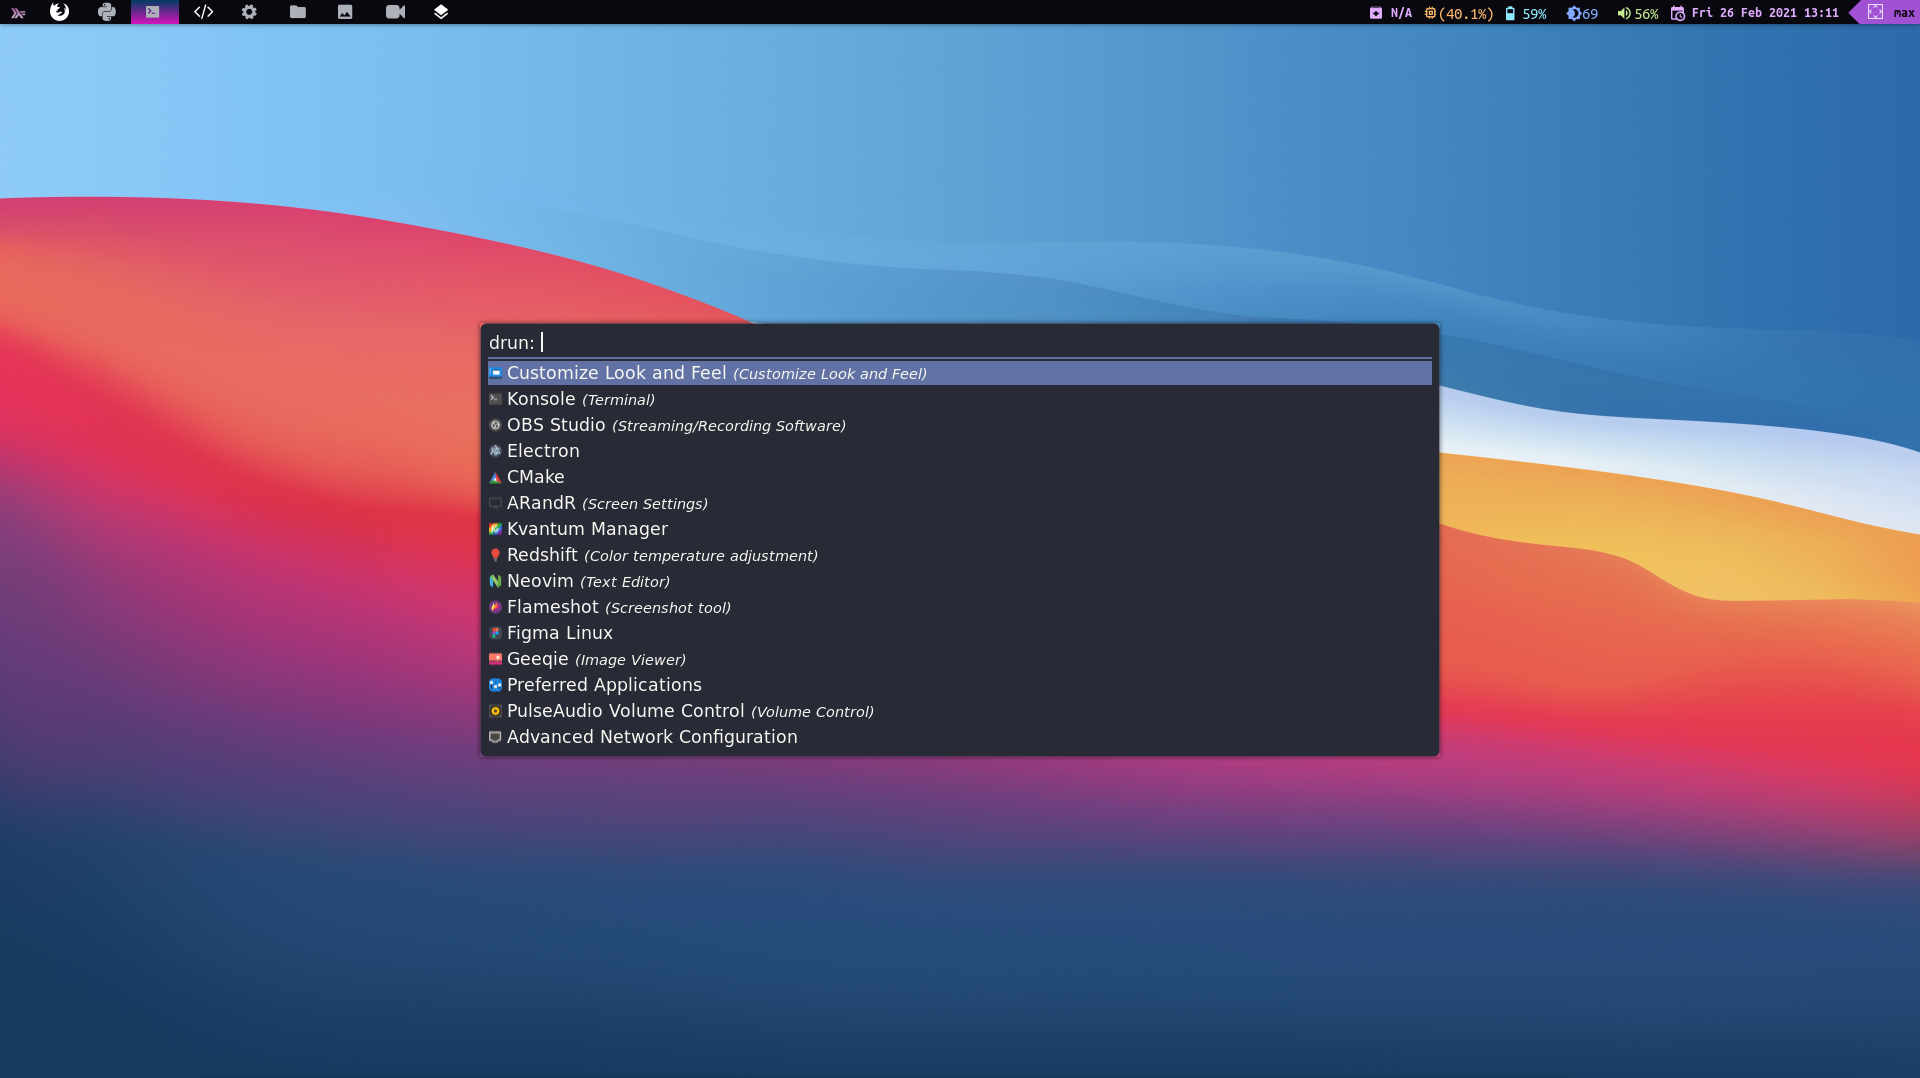 N/A (40.1%) 59% 69 56% Fri 26 Feb 2021 13:11 max
drun:
Customize Look and Feel (Customize Look and Feel)
Konsole (Terminal)
OBS Studio (Streaming/Recording Software)
Electron
CMake
ARandR (Screen Settings)
Kvantum Manager
Redshift (Color temperature adjustment)
Neovim (Text Editor)
Flameshot (Screenshot tool)
Figma Linux
Geeqie (Image Viewer)
Preferred Applications
PulseAudio Volume Control (Volume Control)
Advanced Network Configuration